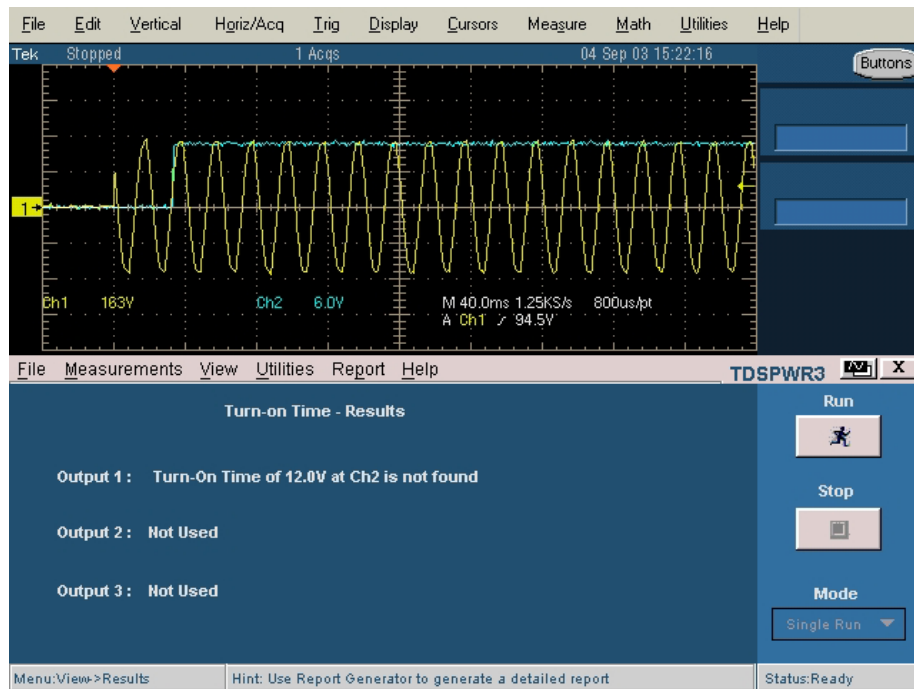 File Edit Vertical Horiz/Acq Trig Display Cursors Measure Math Utilities Help
Tek Stopped 1 Acqs 04 Sep 03 15:22:16
Buttons
1
Ch1 163V Ch2 6.0V M 40.0ms 1.25KS/s 800us/pt
A Ch1 94.5V
File Measurements View Utilities Report Help
TDSPWR3 X
Turn-on Time - Results
Run
Output 1 : Turn-On Time of 12.0V at Ch2 is not found
Stop
Output 2 : Not Used
Output 3 : Not Used
Mode
Single Run
Menu:View->Results Hint: Use Report Generator to generate a detailed report Status:Ready